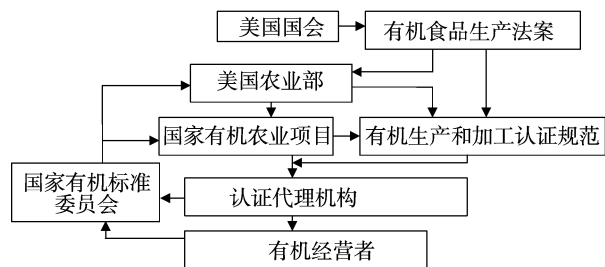 美国国会
有机食品生产法案
美国农业部
国家有机农业项目
有机生产和加工认证规范
国家有机标准
委员会
认证代理机构
有机经营者